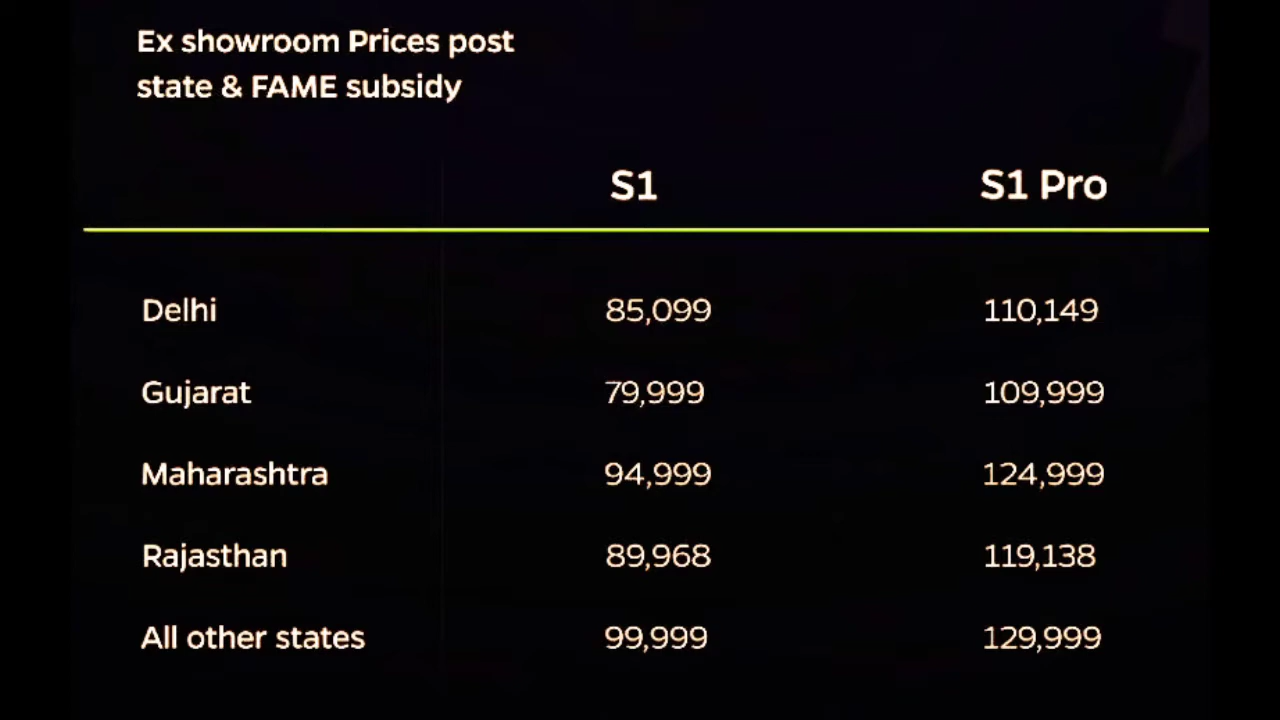 Ex showroom Prices post
state & FAME subsidy
S1 S1 Pro
Delhi 85,099 110,149
Gujarat 79,999 109,999
Maharashtra 94,999 124,999
Rajasthan 89,968 119,138
All other states 99,999 129,999